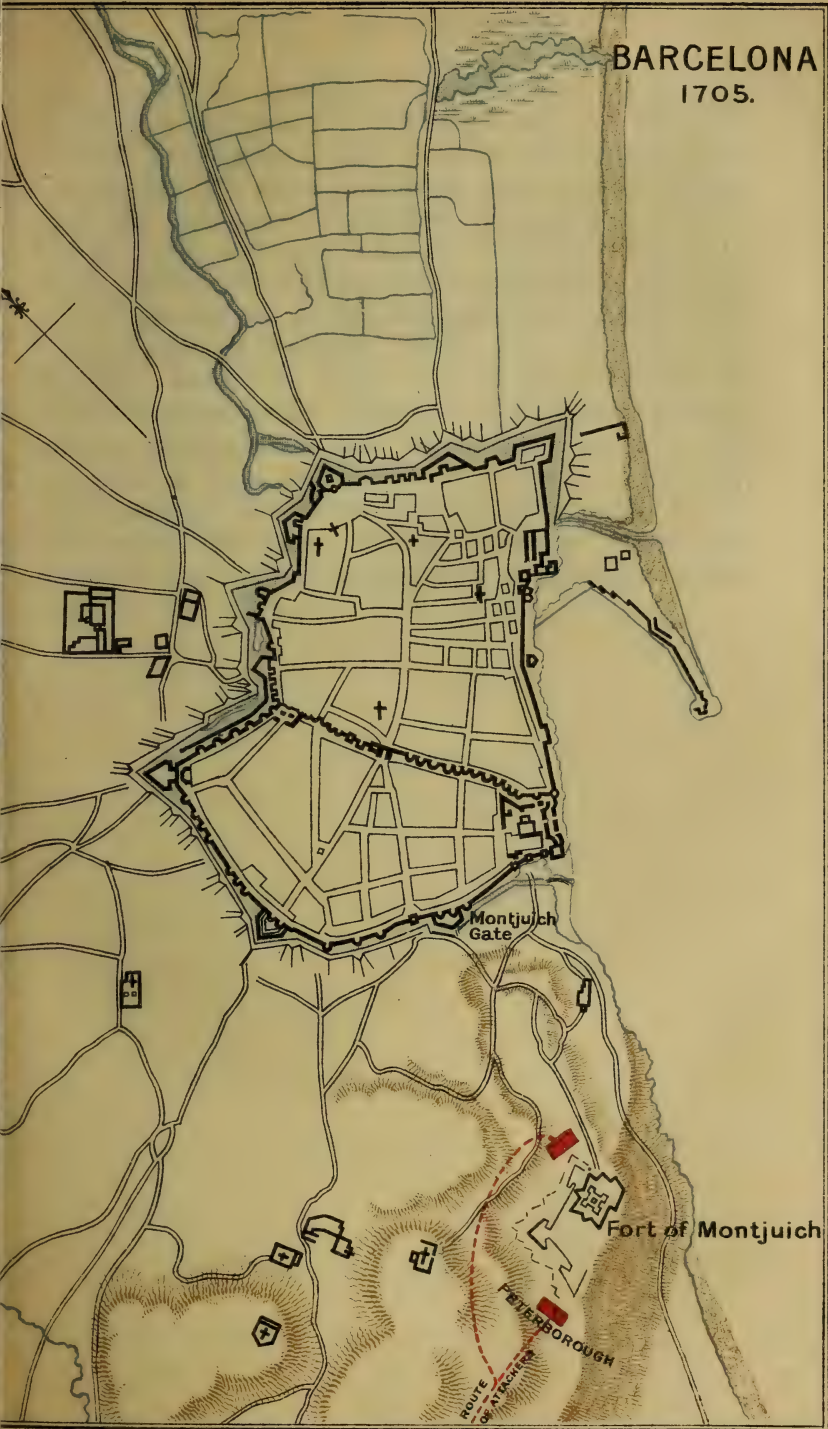 BARCELONA
1705.
Montjuich
Gate
Fort of Montjuich
PETERBOROUGH
ROUTE
OF ATTACKERS